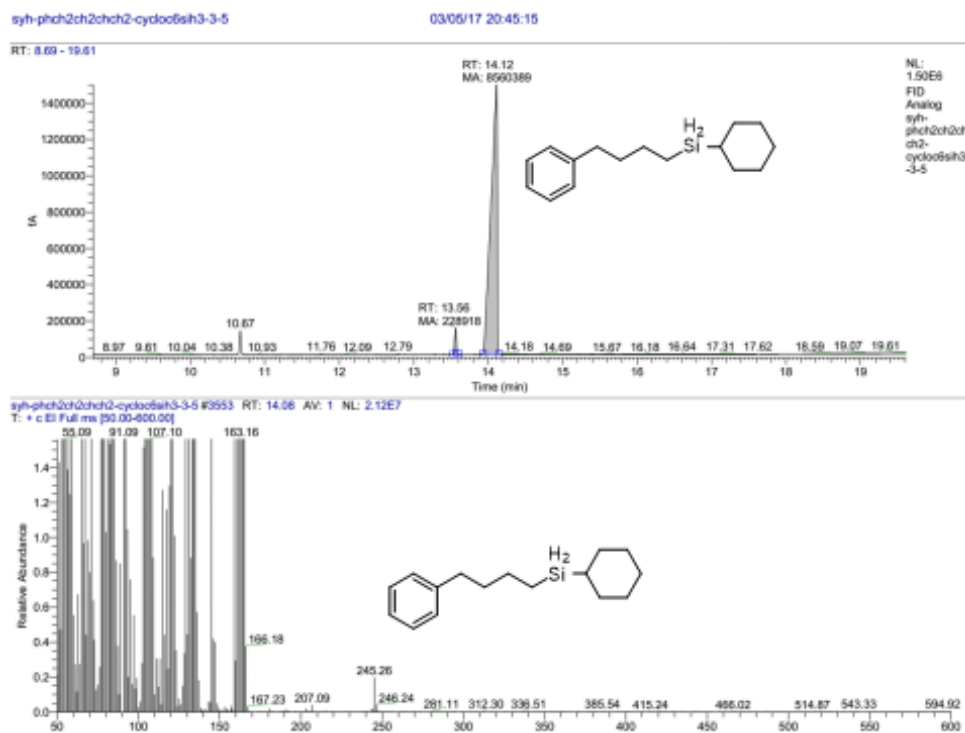 syh-phch2ch2chch2-cycloc6sih3-3-5 03/05/17 20:45:15
RT: 8.69 - 19.61
RT: 14.12
MA: 8560389
NL:
1.50E6
FID
Analog
syh-
phch2ch2ch
ch2-
cycloc6sih3
-3-5
1400000
1200000
1000000
800000
600000
400000
200000
0
fA
H2
Si
RT: 13.56
MA: 228918
8.97 9.61 10.04 10.38 10.67 10.93 11.76 12.09 12.79 14.18 14.69 15.67 16.18 16.64 17.31 17.62 18.59 19.07 19.61
9 10 11 12 13 14 15 16 17 18 19
Time (min)
syh-phch2ch2chch2-cycloc6sih3-3-5 #3553 RT: 14.08 AV: 1 NL: 2.12E7
T: + c EI Full ms [50.00-600.00]
55.09 91.09 107.10 163.16
1.4
1.2
1.0
0.8
0.6
0.4
0.2
0.0
Relative Abundance
H2
Si
166.18
167.23 207.09 245.26 246.24 281.11 312.30 336.51 385.54 415.24 466.02 514.87 543.33 594.92
50 100 150 200 250 300 350 400 450 500 550 600